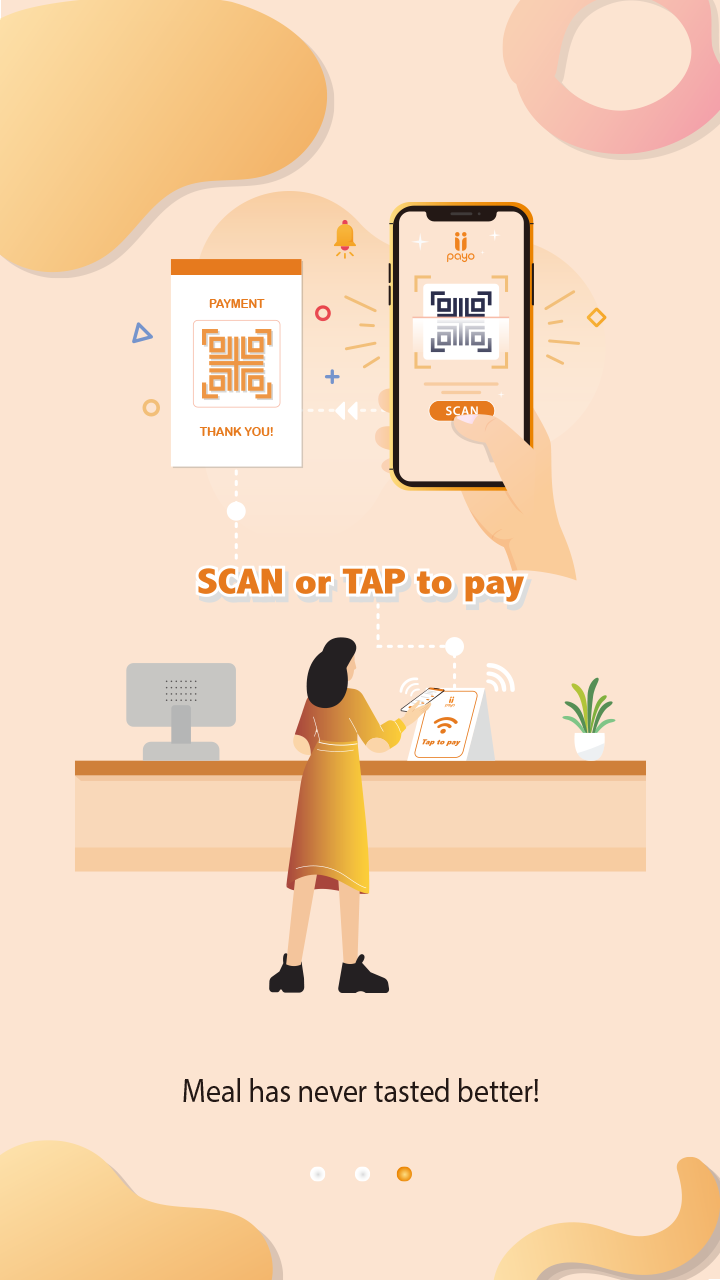 payo
PAYMENT
THANK YOU!
SCAN
SCAN or TAP to pay
payo
Tap to pay
Meal has never tasted better!